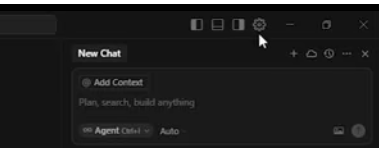 New Chat
@ Add Context
Plan, search, build anything
Agent Ctrl+I Auto